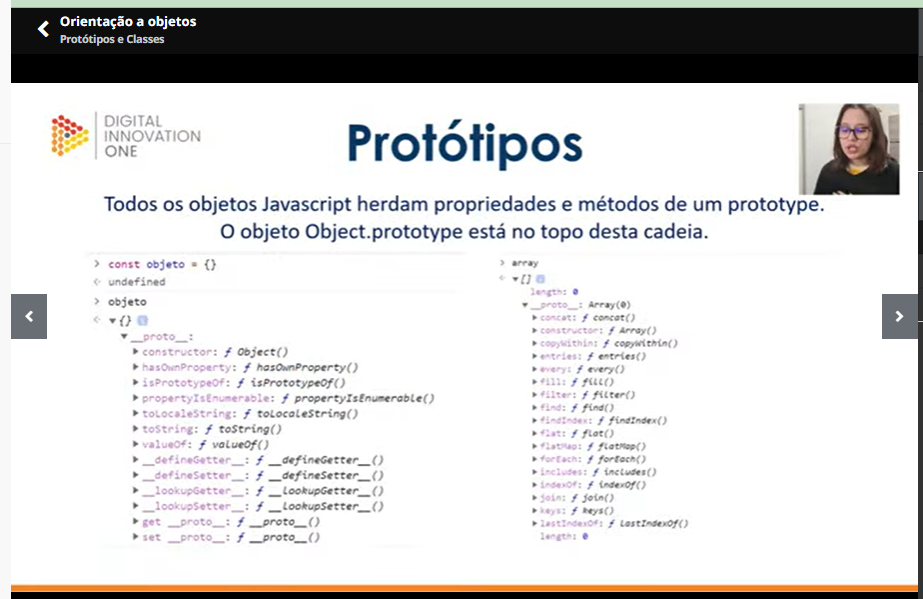 Orientação a objetos
Protótipos e Classes
DIGITAL
INNOVATION
ONE
Protótipos
Todos os objetos Javascript herdam propriedades e métodos de um prototype.
O objeto Object.prototype está no topo desta cadeia.
> const objeto = {}
< undefined
> objeto
< ▼{}
▼__proto__:
▶constructor: ƒ Object()
▶hasOwnProperty: ƒ hasOwnProperty()
▶isPrototypeOf: ƒ isPrototypeOf()
▶propertyIsEnumerable: ƒ propertyIsEnumerable()
▶toLocaleString: ƒ toLocaleString()
▶toString: ƒ toString()
▶valueOf: ƒ valueOf()
▶__defineGetter__: ƒ __defineGetter__()
▶__defineSetter__: ƒ __defineSetter__()
▶__lookupGetter__: ƒ __lookupGetter__()
▶__lookupSetter__: ƒ __lookupSetter__()
▶get __proto__: ƒ __proto__()
▶set __proto__: ƒ __proto__()
> array
< ▼[]
length: 0
▼__proto__: Array(0)
▶concat: ƒ concat()
▶constructor: ƒ Array()
▶copyWithin: ƒ copyWithin()
▶entries: ƒ entries()
▶every: ƒ every()
▶fill: ƒ fill()
▶filter: ƒ filter()
▶find: ƒ find()
▶findIndex: ƒ findIndex()
▶flat: ƒ flat()
▶flatMap: ƒ flatMap()
▶forEach: ƒ forEach()
▶includes: ƒ includes()
▶indexOf: ƒ indexOf()
▶join: ƒ join()
▶keys: ƒ keys()
▶lastIndexOf: ƒ lastIndexOf()
length: 0